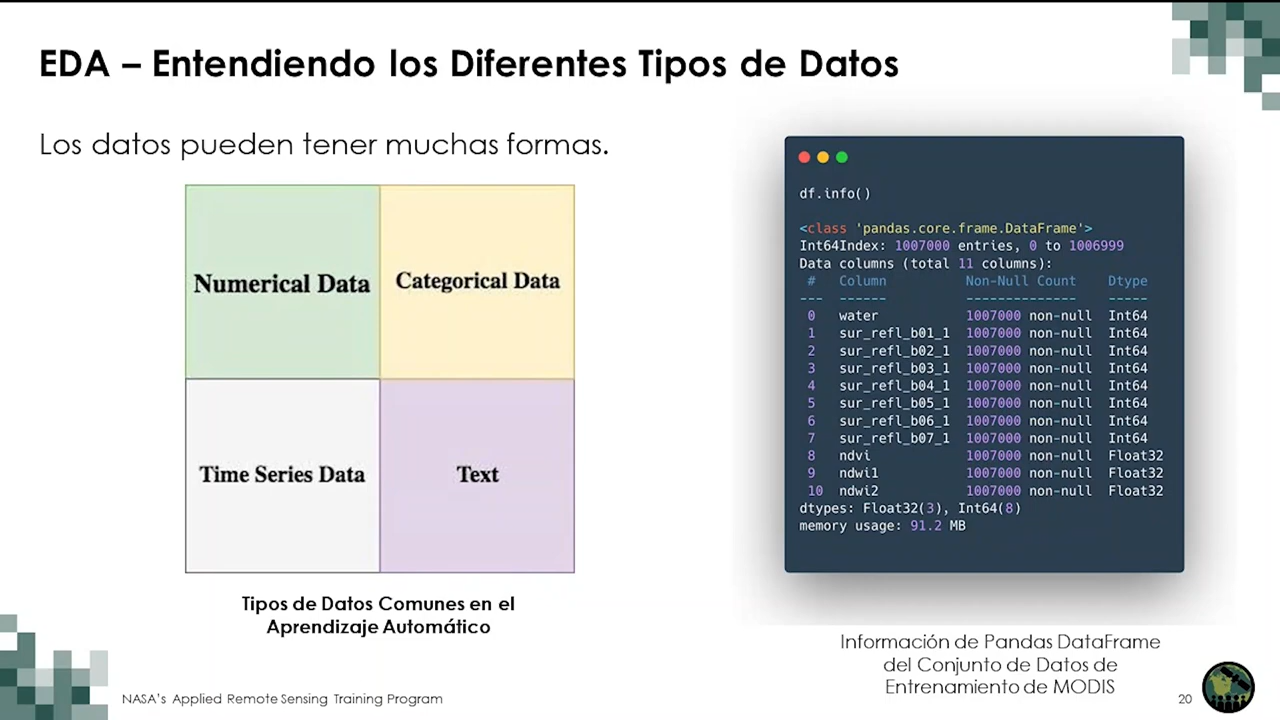 EDA – Entendiendo los Diferentes Tipos de Datos
Los datos pueden tener muchas formas.
Numerical Data
Categorical Data
Time Series Data
Text
Tipos de Datos Comunes en el
Aprendizaje Automático
df.info()
<class 'pandas.core.frame.DataFrame'>
Int64Index: 1007000 entries, 0 to 1006999
Data columns (total 11 columns):
# Column Non-Null Count Dtype
--- ------ -------------- -----
0 water 1007000 non-null Int64
1 sur_refl_b01_1 1007000 non-null Int64
2 sur_refl_b02_1 1007000 non-null Int64
3 sur_refl_b03_1 1007000 non-null Int64
4 sur_refl_b04_1 1007000 non-null Int64
5 sur_refl_b05_1 1007000 non-null Int64
6 sur_refl_b06_1 1007000 non-null Int64
7 sur_refl_b07_1 1007000 non-null Int64
8 ndvi 1007000 non-null Float32
9 ndwi1 1007000 non-null Float32
10 ndwi2 1007000 non-null Float32
dtypes: Float32(3), Int64(8)
memory usage: 91.2 MB
Información de Pandas DataFrame
del Conjunto de Datos de
Entrenamiento de MODIS
NASA's Applied Remote Sensing Training Program
20